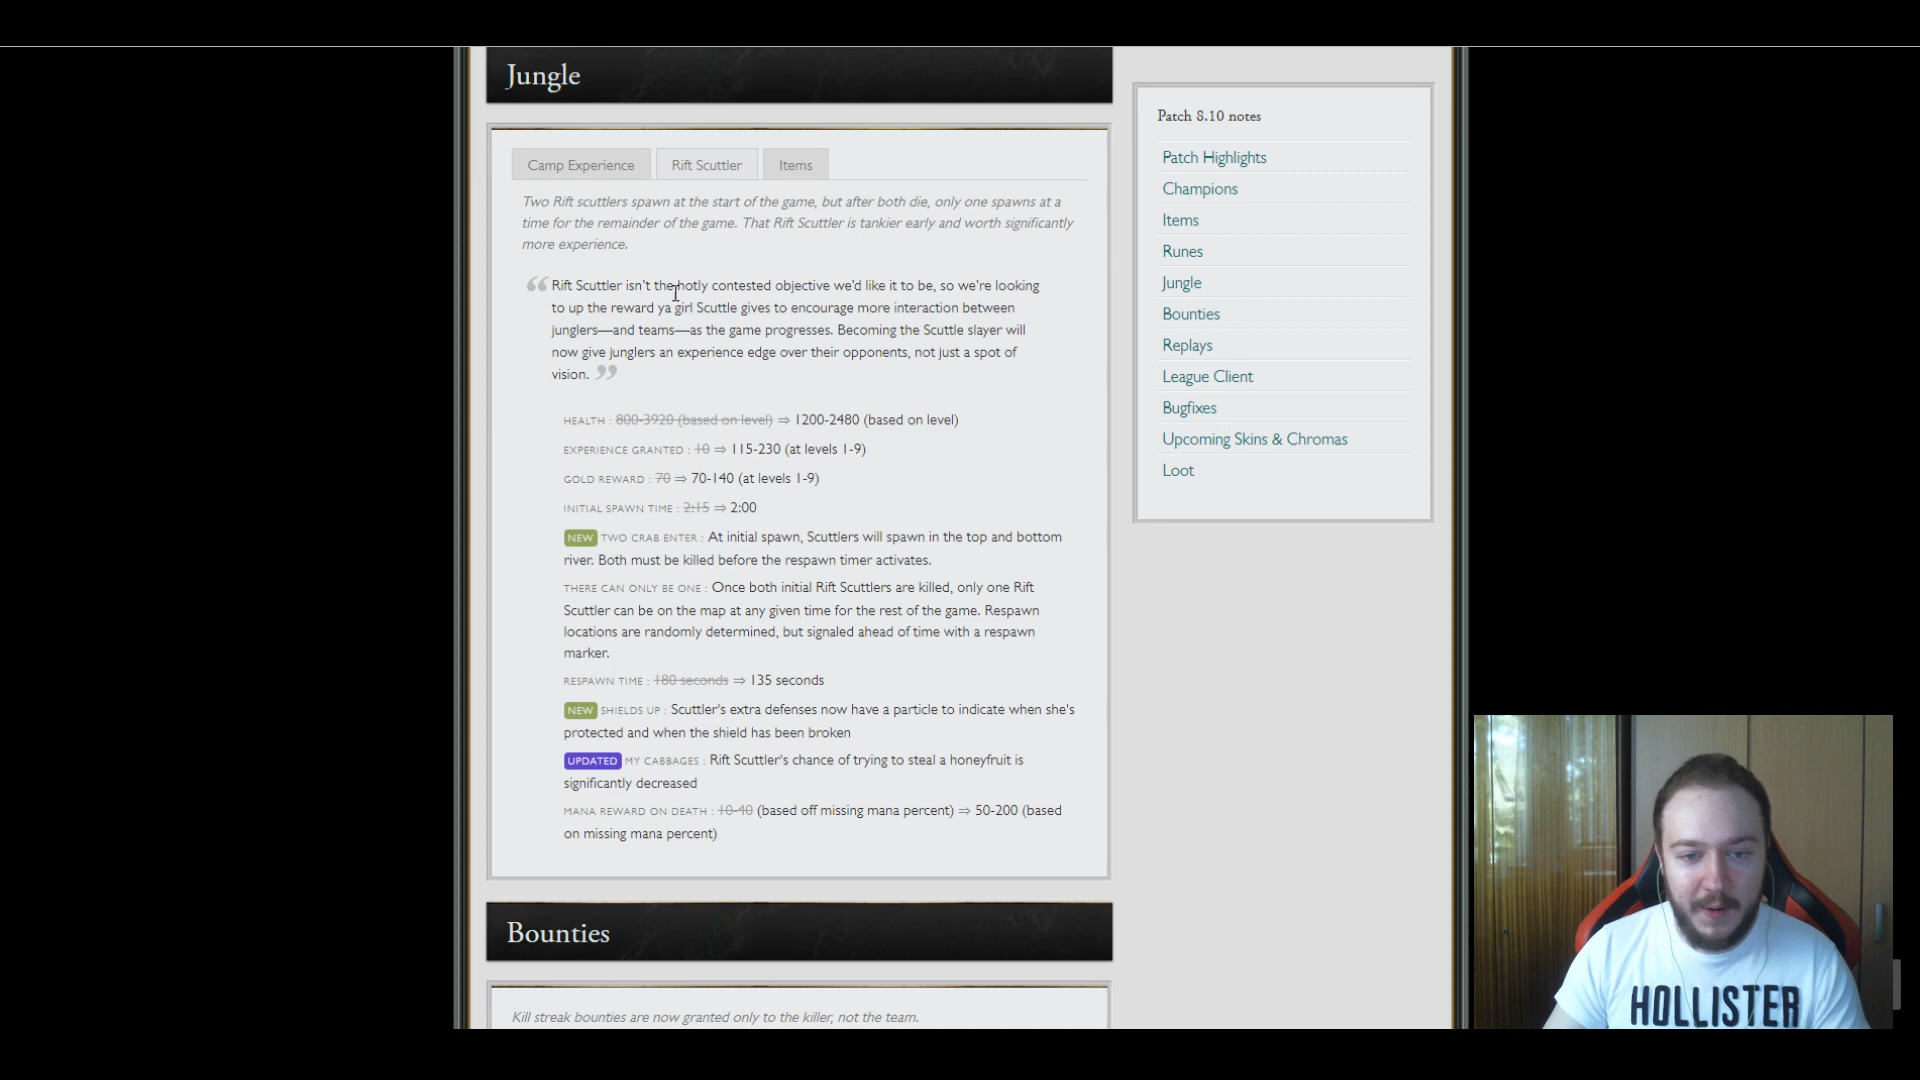 Jungle
Camp Experience
Rift Scuttler
Items
Two Rift scuttlers spawn at the start of the game, but after both die, only one spawns at a
time for the remainder of the game. That Rift Scuttler is tankier early and worth significantly
more experience.
“ Rift Scuttler isn't the hotly contested objective we'd like it to be, so we're looking
to up the reward ya girl Scuttle gives to encourage more interaction between
junglers—and teams—as the game progresses. Becoming the Scuttle slayer will
now give junglers an experience edge over their opponents, not just a spot of
vision. ”
HEALTH : 800-3920 (based on level) ⇒ 1200-2480 (based on level)
EXPERIENCE GRANTED : 10 ⇒ 115-230 (at levels 1-9)
GOLD REWARD : 70 ⇒ 70-140 (at levels 1-9)
INITIAL SPAWN TIME : 2:15 ⇒ 2:00
NEW TWO CRAB ENTER : At initial spawn, Scuttlers will spawn in the top and bottom
river. Both must be killed before the respawn timer activates.
THERE CAN ONLY BE ONE : Once both initial Rift Scuttlers are killed, only one Rift
Scuttler can be on the map at any given time for the rest of the game. Respawn
locations are randomly determined, but signaled ahead of time with a respawn
marker.
RESPAWN TIME : 180 seconds ⇒ 135 seconds
NEW SHIELDS UP : Scuttler's extra defenses now have a particle to indicate when she's
protected and when the shield has been broken
UPDATED MY CABBAGES : Rift Scuttler's chance of trying to steal a honeyfruit is
significantly decreased
MANA REWARD ON DEATH : 10-40 (based off missing mana percent) ⇒ 50-200 (based
on missing mana percent)
Bounties
Kill streak bounties are now granted only to the killer, not the team.
Patch 8.10 notes
Patch Highlights
Champions
Items
Runes
Jungle
Bounties
Replays
League Client
Bugfixes
Upcoming Skins & Chromas
Loot
HOLLISTER